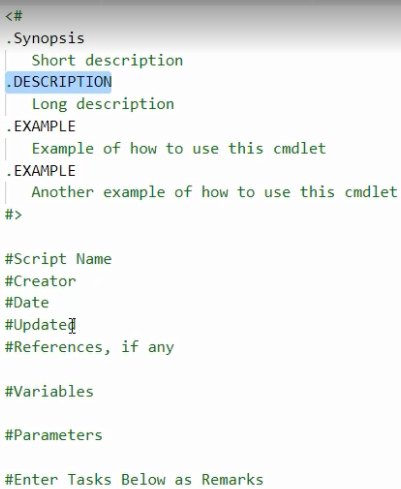 <#
.Synopsis
Short description
.DESCRIPTION
Long description
.EXAMPLE
Example of how to use this cmdlet
.EXAMPLE
Another example of how to use this cmdlet
#>
#Script Name
#Creator
#Date
#Updated
#References, if any
#Variables
#Parameters
#Enter Tasks Below as Remarks